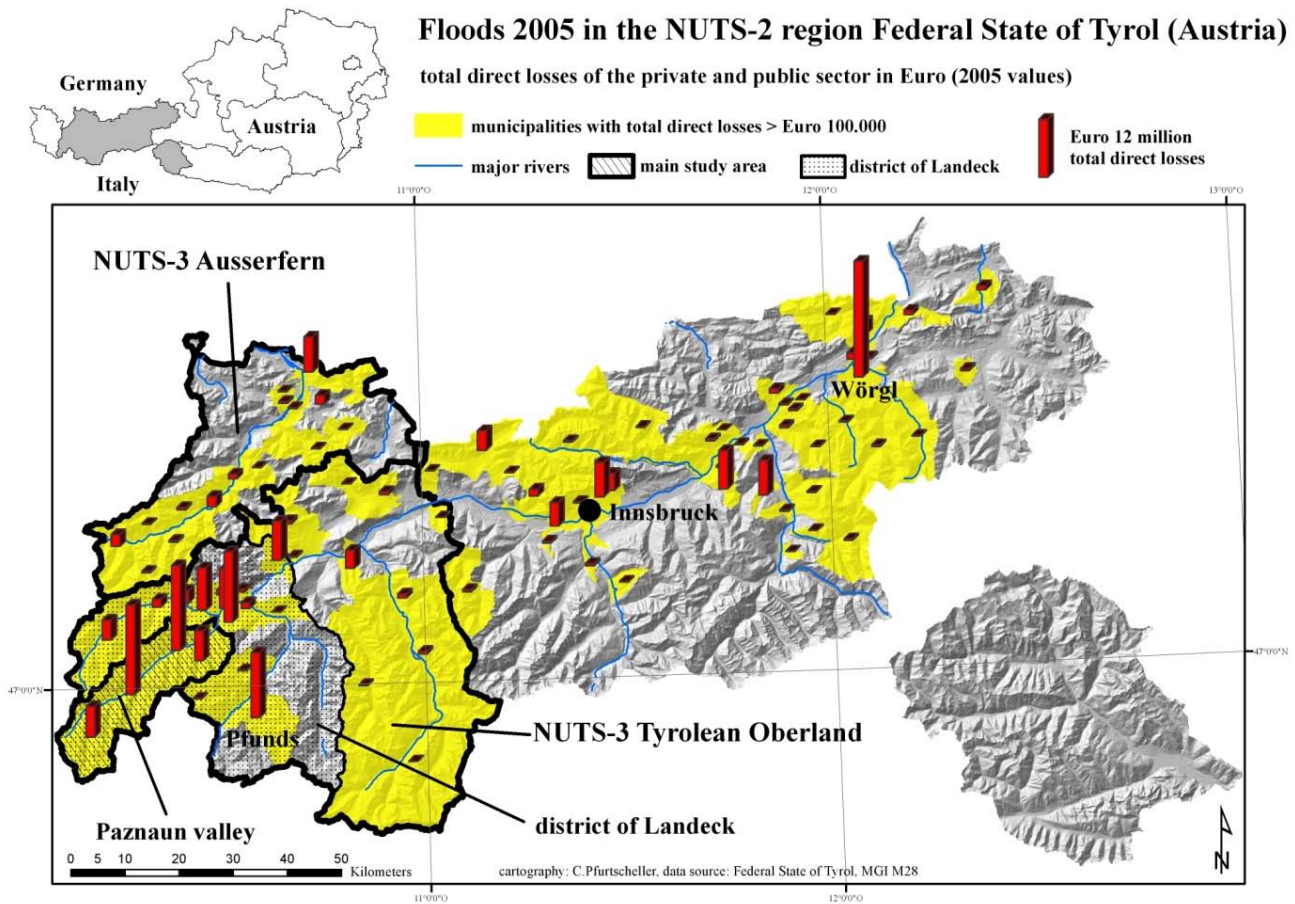 Floods 2005 in the NUTS-2 region Federal State of Tyrol (Austria)
total direct losses of the private and public sector in Euro (2005 values)
Germany
Austria
Italy
municipalities with total direct losses > Euro 100.000
major rivers
main study area
district of Landeck
Euro 12 million
total direct losses
11°0'0"O
12°0'0"O
13°0'0"O
NUTS-3 Ausserfern
Wörgl
Innsbruck
47°0'0"N
47°0'0"N
Pfunds
NUTS-3 Tyrolean Oberland
Paznaun valley
district of Landeck
0 5 10 20 30 40 50
Kilometers
cartography: C.Pfurtscheller, data source: Federal State of Tyrol, MGI M28
N
11°0'0"O
12°0'0"O